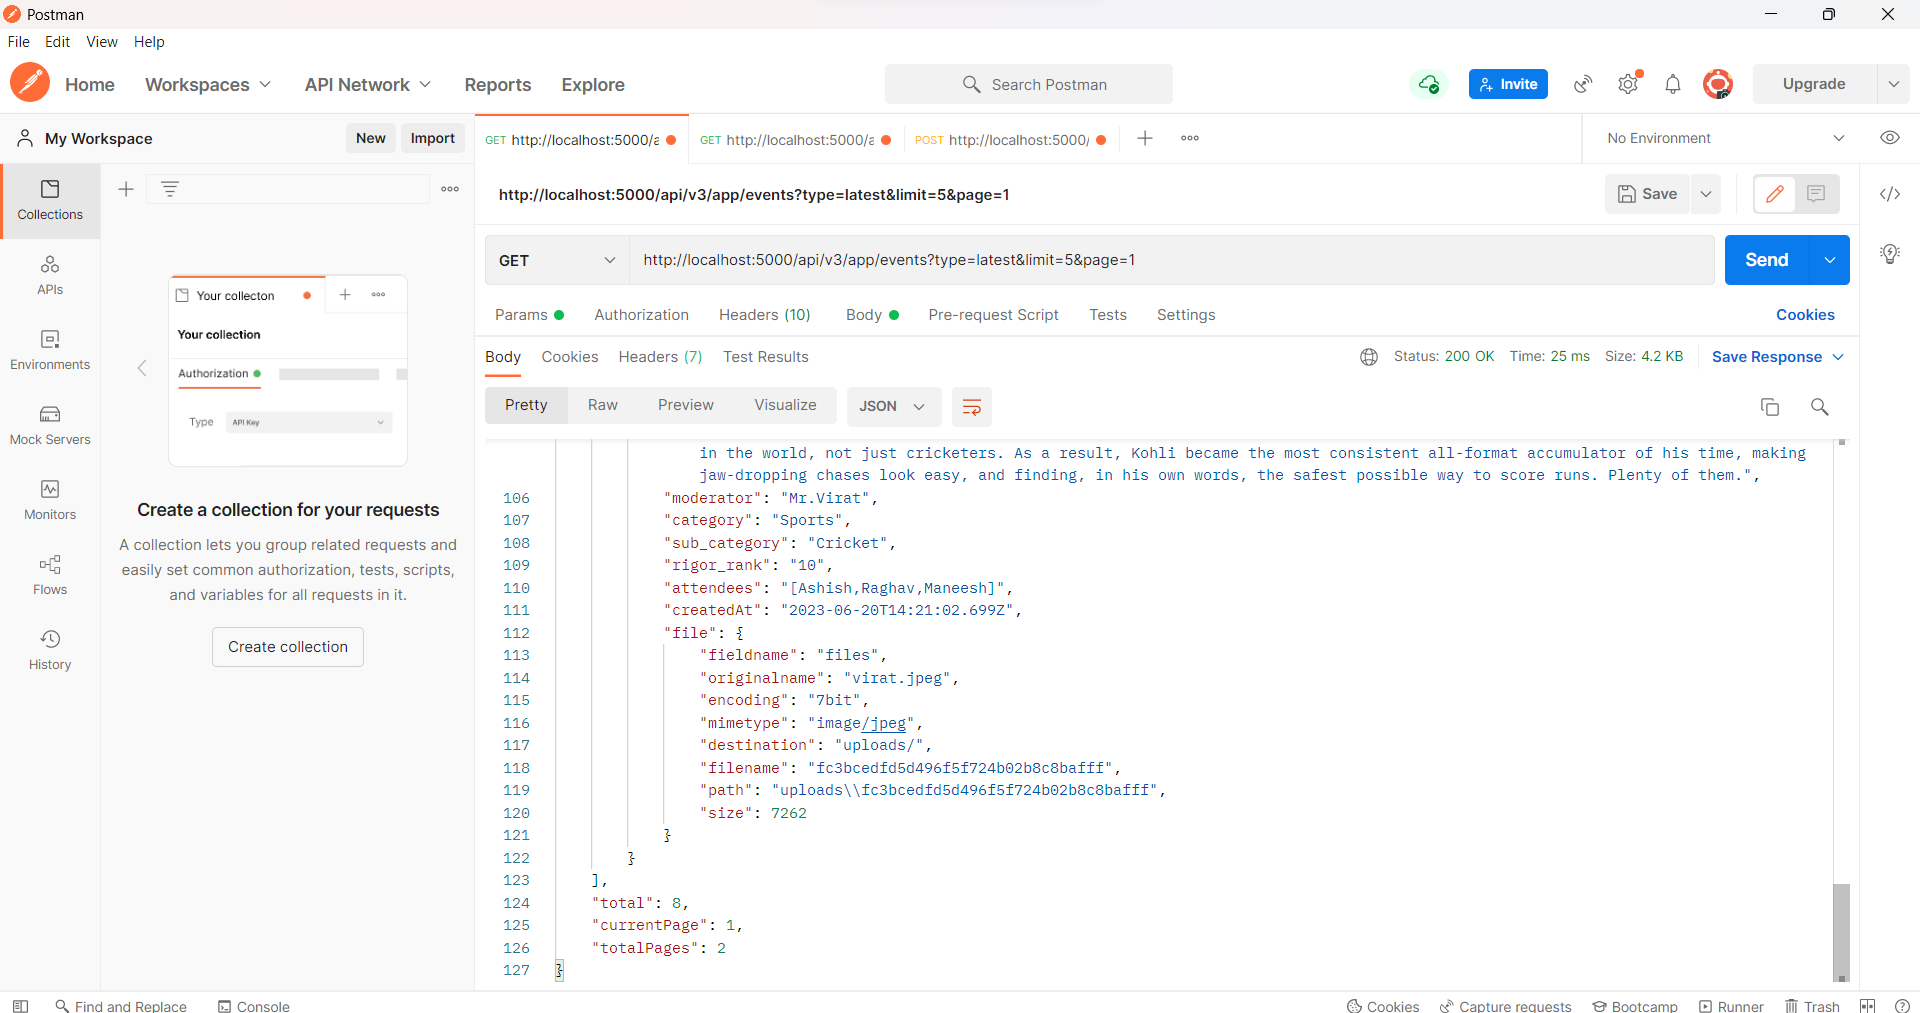 Postman
File Edit View Help
Home Workspaces API Network Reports Explore
Search Postman
Invite
Upgrade
My Workspace
New Import
GET http://localhost:5000/a
GET http://localhost:5000/a
POST http://localhost:5000/
No Environment
Collections
APIs
Environments
Mock Servers
Monitors
Flows
History
Your collecton
Your collection
Authorization
Type API Key
Create a collection for your requests
A collection lets you group related requests and
easily set common authorization, tests, scripts,
and variables for all requests in it.
Create collection
http://localhost:5000/api/v3/app/events?type=latest&limit=5&page=1
Save
GET http://localhost:5000/api/v3/app/events?type=latest&limit=5&page=1
Send
Params Authorization Headers (10) Body Pre-request Script Tests Settings Cookies
Body Cookies Headers (7) Test Results
Status: 200 OK Time: 25 ms Size: 4.2 KB Save Response
Pretty Raw Preview Visualize JSON
in the world, not just cricketers. As a result, Kohli became the most consistent all-format accumulator of his time, making
jaw-dropping chases look easy, and finding, in his own words, the safest possible way to score runs. Plenty of them.",
106 "moderator": "Mr.Virat",
107 "category": "Sports",
108 "sub_category": "Cricket",
109 "rigor_rank": "10",
110 "attendees": "[Ashish,Raghav,Maneesh]",
111 "createdAt": "2023-06-20T14:21:02.699Z",
112 "file": {
113 "fieldname": "files",
114 "originalname": "virat.jpeg",
115 "encoding": "7bit",
116 "mimetype": "image/jpeg",
117 "destination": "uploads/",
118 "filename": "fc3bcedfd5d496f5f724b02b8c8bafff",
119 "path": "uploads\\fc3bcedfd5d496f5f724b02b8c8bafff",
120 "size": 7262
121 }
122 }
123 ],
124 "total": 8,
125 "currentPage": 1,
126 "totalPages": 2
127 }
Find and Replace Console
Cookies Capture requests Bootcamp Runner Trash